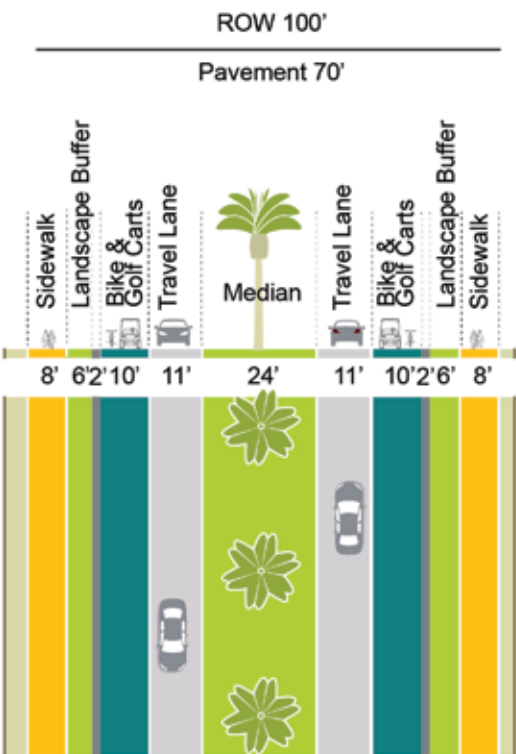 ROW 100'
Pavement 70'
Sidewalk
Landscape Buffer
Bike &
Golf Carts
Travel Lane
Median
Travel Lane
Bike &
Golf Carts
Landscape Buffer
Sidewalk
8' 6' 2' 10' 11' 24' 11' 10' 2' 6' 8'